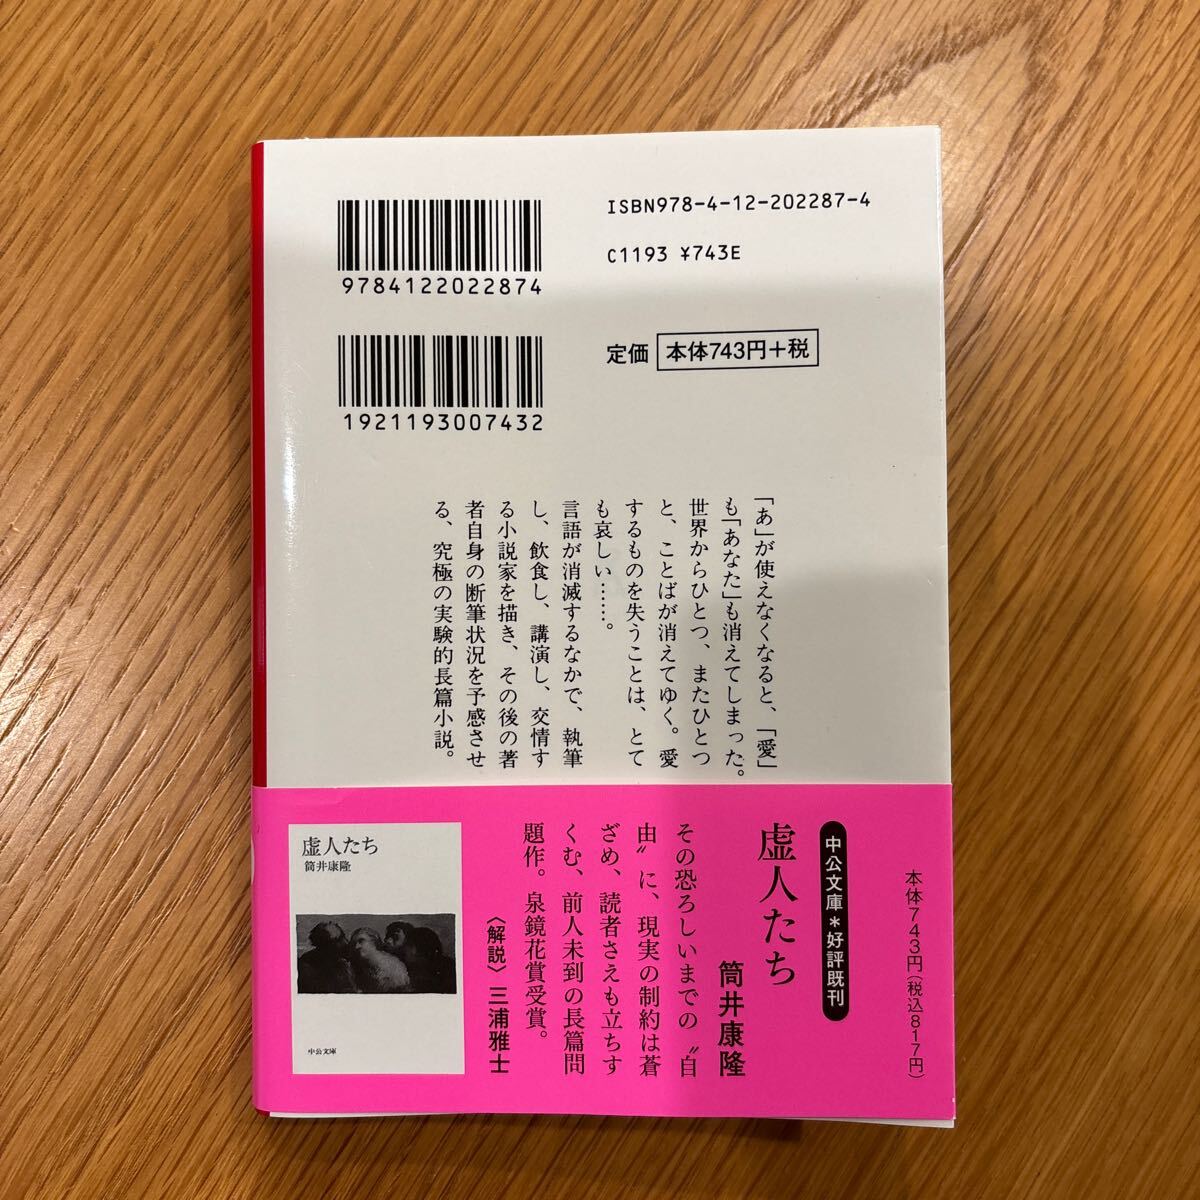 ISBN978-4-12-202287-4
C1193 ¥743E
9784122022874
定価 本体743円+税
1921193007432
「あ」が使えなくなると、「愛」
も「あなた」も消えてしまった。
世界からひとつ、またひとつ
と、ことばが消えてゆく。愛
するものを失うことは、とて
も哀しい……。
言語が消滅するなかで、執筆
し、飲食し、講演し、交情す
る小説家を描き、その後の著
者自身の断筆状況を予感させ
る、究極の実験的長篇小説。
本体743円(税込817円)
中公文庫*好評既刊
虚人たち
筒井康隆
その恐ろしいまでの〝自
由〟に、現実の制約は蒼
ざめ、読者さえも立ちす
くむ、前人未到の長篇問
題作。泉鏡花賞受賞。
〈解説〉三浦雅士
虚人たち
筒井康隆
中公文庫